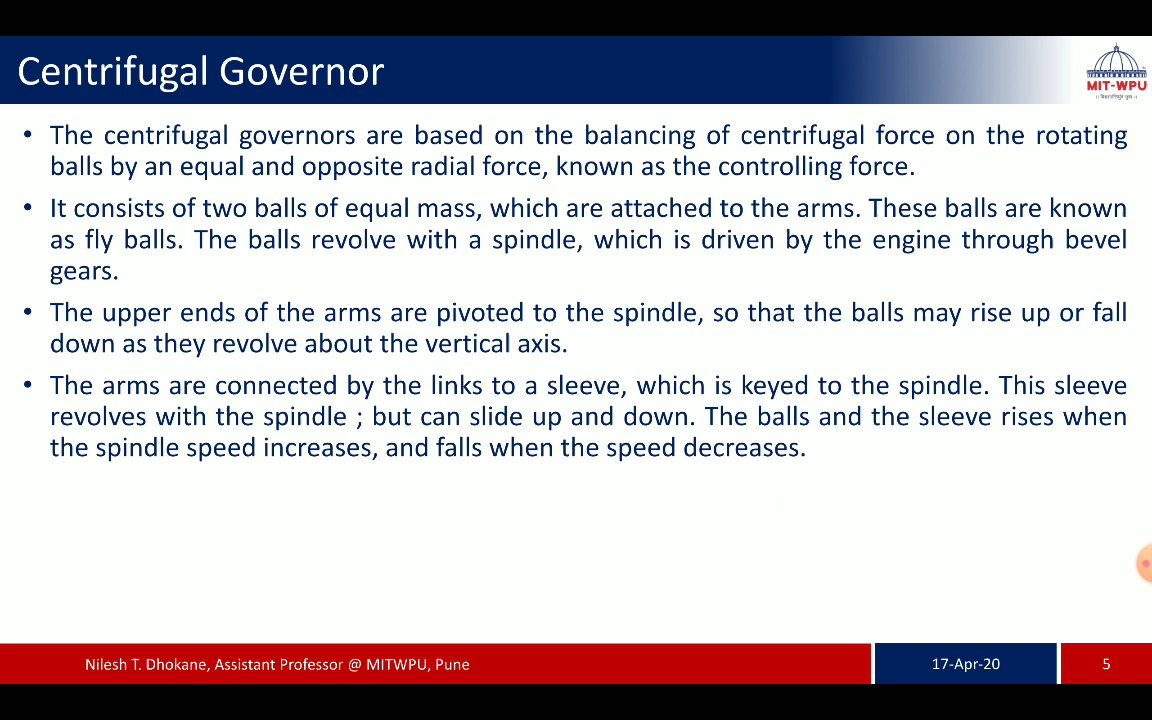 Centrifugal Governor
MIT-WPU
• The centrifugal governors are based on the balancing of centrifugal force on the rotating
balls by an equal and opposite radial force, known as the controlling force.
• It consists of two balls of equal mass, which are attached to the arms. These balls are known
as fly balls. The balls revolve with a spindle, which is driven by the engine through bevel
gears.
• The upper ends of the arms are pivoted to the spindle, so that the balls may rise up or fall
down as they revolve about the vertical axis.
• The arms are connected by the links to a sleeve, which is keyed to the spindle. This sleeve
revolves with the spindle ; but can slide up and down. The balls and the sleeve rises when
the spindle speed increases, and falls when the speed decreases.
Nilesh T. Dhokane, Assistant Professor @ MITWPU, Pune
17-Apr-20
5